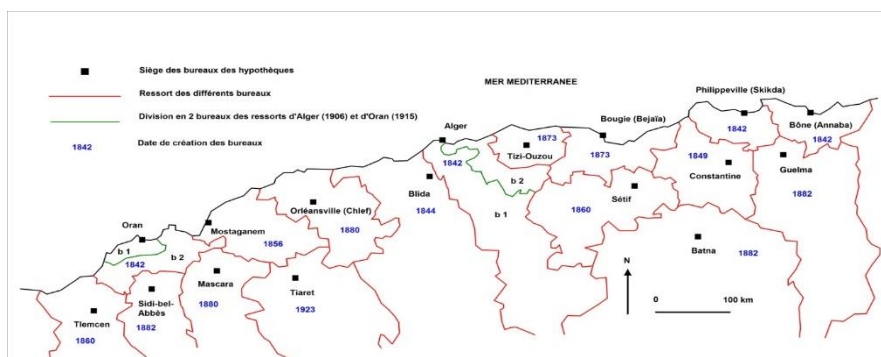 Siège des bureaux des hypothèques
MER MEDITERRANEE
Ressort des différents bureaux
Division en 2 bureaux des ressorts d'Alger (1906) et d'Oran (1915)
1842
Date de création des bureaux
Philippeville (Skikda)
1842
Bône (Annaba)
1842
Bougie (Bejaïa)
1873
Alger
1842
1873
Tizi-Ouzou
b 2
b 1
1849
Constantine
Guelma
1882
Blida
1844
Sétif
1860
Orléansville (Chlef)
1880
Mostaganem
1856
Oran
b 1
1842
b 2
Batna
1882
Mascara
1880
Tiaret
1923
Sidi-bel-
Abbès
1882
Tlemcen
1860
N
0
100 km